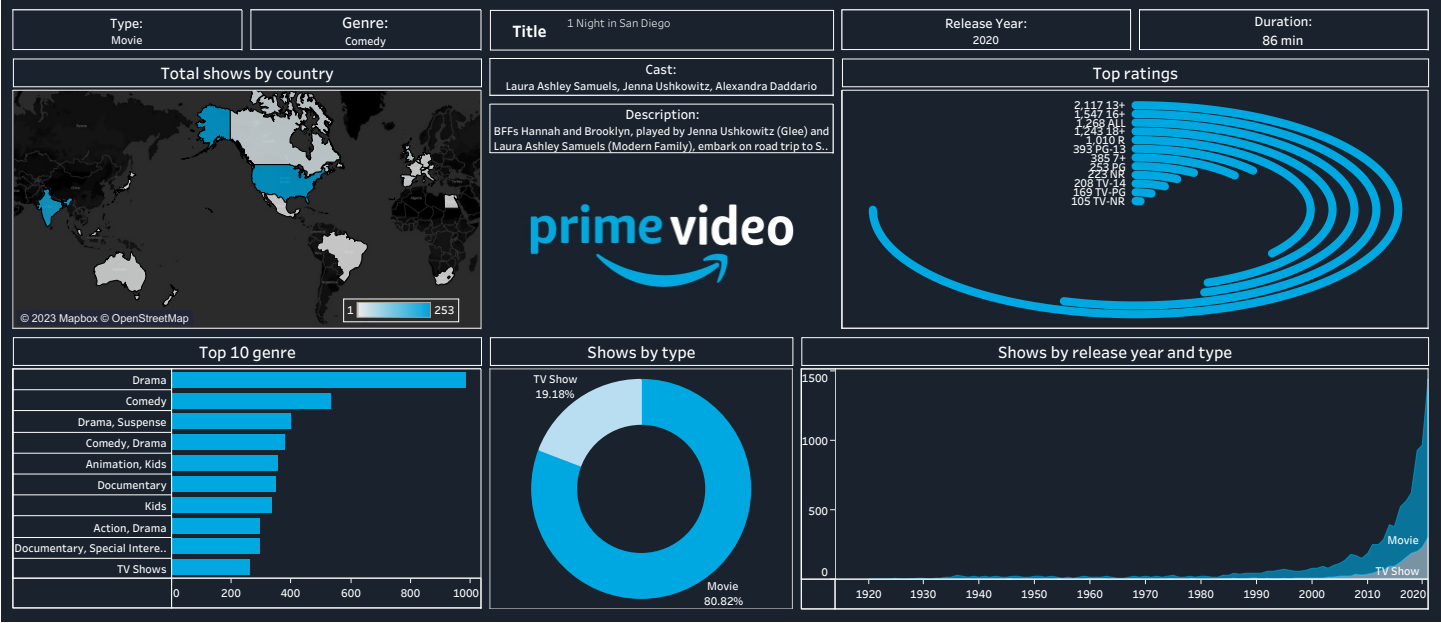 Type:
Movie
Genre:
Comedy
Title
1 Night in San Diego
Release Year:
2020
Duration:
86 min
Total shows by country
© 2023 Mapbox © OpenStreetMap
1
253
Cast:
Laura Ashley Samuels, Jenna Ushkowitz, Alexandra Daddario
Description:
BFFs Hannah and Brooklyn, played by Jenna Ushkowitz (Glee) and
Laura Ashley Samuels (Modern Family), embark on road trip to S..
prime video
Top ratings
2,117 13+
1,547 16+
1,268 ALL
1,243 18+
1,010 R
393 PG-13
385 7+
253 PG
223 NR
208 TV-14
169 TV-PG
105 TV-NR
Top 10 genre
Drama
Comedy
Drama, Suspense
Comedy, Drama
Animation, Kids
Documentary
Kids
Action, Drama
Documentary, Special Intere..
TV Shows
0 200 400 600 800 1000
Shows by type
TV Show
19.18%
Movie
80.82%
Shows by release year and type
1500
1000
500
0
Movie
TV Show
1920 1930 1940 1950 1960 1970 1980 1990 2000 2010 2020